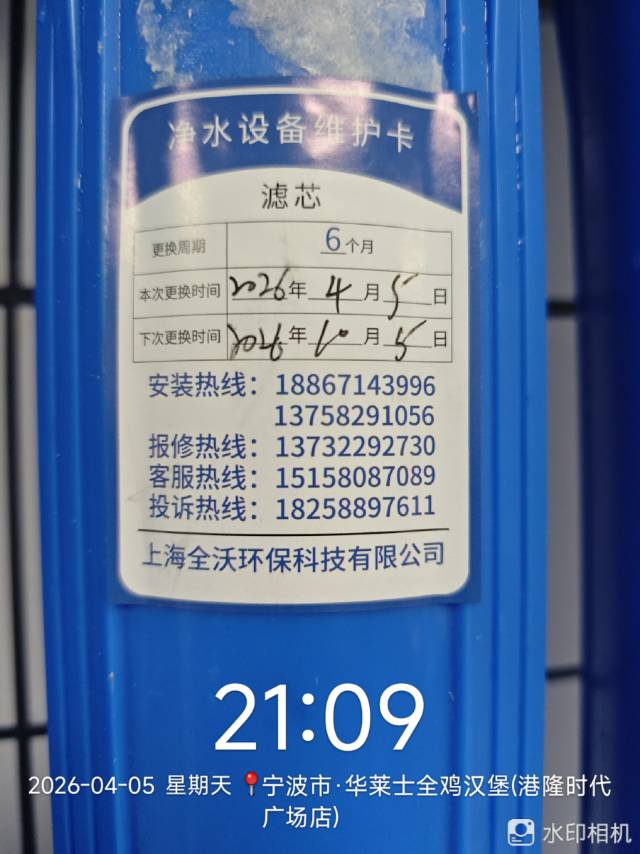 净水设备维护卡
滤芯
更换周期 6个月
本次更换时间 2026年4月5日
下次更换时间 2026年10月5日
安装热线：18867143996
13758291056
报修热线：13732292730
客服热线：15158087089
投诉热线：18258897611
上海全沃环保科技有限公司
21:09
2026-04-05 星期天 宁波市·华莱士全鸡汉堡(港隆时代
广场店)
水印相机